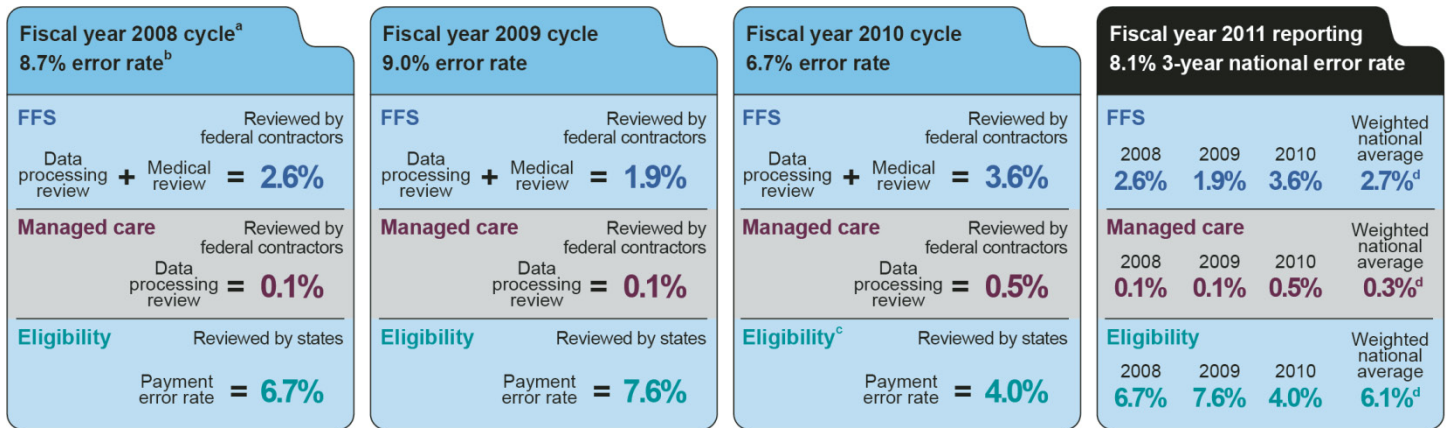 Fiscal year 2008 cycleᵃ
8.7% error rateᵇ
FFS
Reviewed by
federal contractors
Data
processing
review
+
Medical
review
=
2.6%
Managed care
Reviewed by
federal contractors
Data
processing
review
=
0.1%
Eligibility
Reviewed by states
Payment
error rate
=
6.7%
Fiscal year 2009 cycle
9.0% error rate
FFS
Reviewed by
federal contractors
Data
processing
review
+
Medical
review
=
1.9%
Managed care
Reviewed by
federal contractors
Data
processing
review
=
0.1%
Eligibility
Reviewed by states
Payment
error rate
=
7.6%
Fiscal year 2010 cycle
6.7% error rate
FFS
Reviewed by
federal contractors
Data
processing
review
+
Medical
review
=
3.6%
Managed care
Reviewed by
federal contractors
Data
processing
review
=
0.5%
Eligibilityᶜ
Reviewed by states
Payment
error rate
=
4.0%
Fiscal year 2011 reporting
8.1% 3-year national error rate
FFS
Weighted
national
average
2008 2009 2010
2.6% 1.9% 3.6% 2.7%ᵈ
Managed care
Weighted
national
average
2008 2009 2010
0.1% 0.1% 0.5% 0.3%ᵈ
Eligibility
Weighted
national
average
2008 2009 2010
6.7% 7.6% 4.0% 6.1%ᵈ